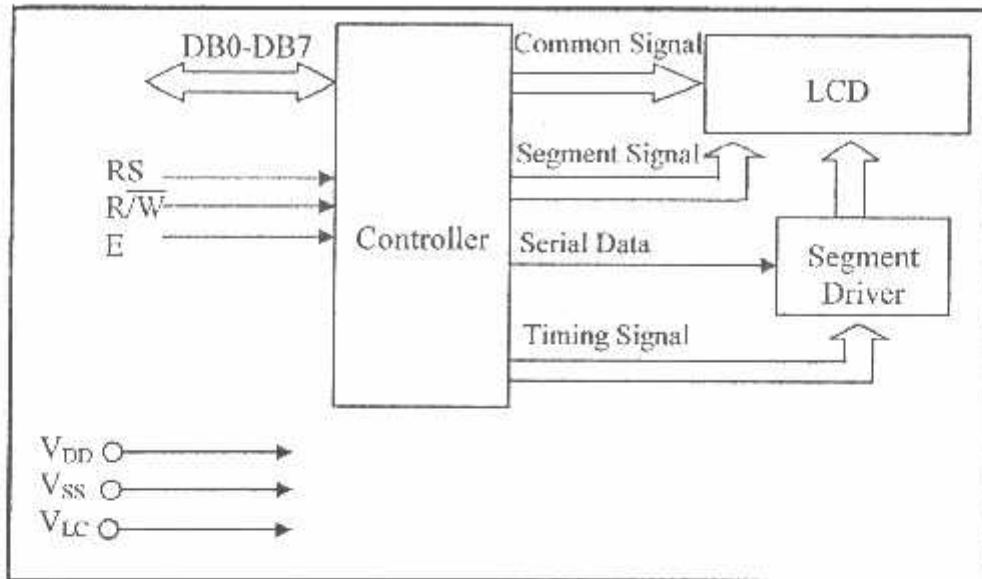 DB0-DB7
Common Signal
LCD
RS
Segment Signal
R/W
E
Controller
Serial Data
Segment
Driver
Timing Signal
VDD
VSS
VLC